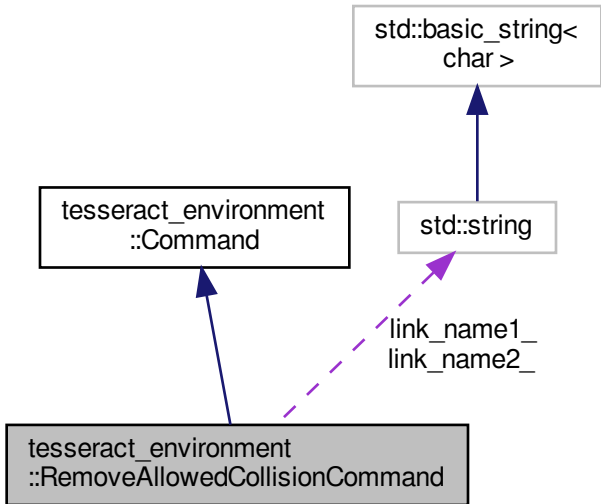 std::basic_string<
char >
tesseract_environment
::Command
std::string
link_name1_
link_name2_
tesseract_environment
::RemoveAllowedCollisionCommand